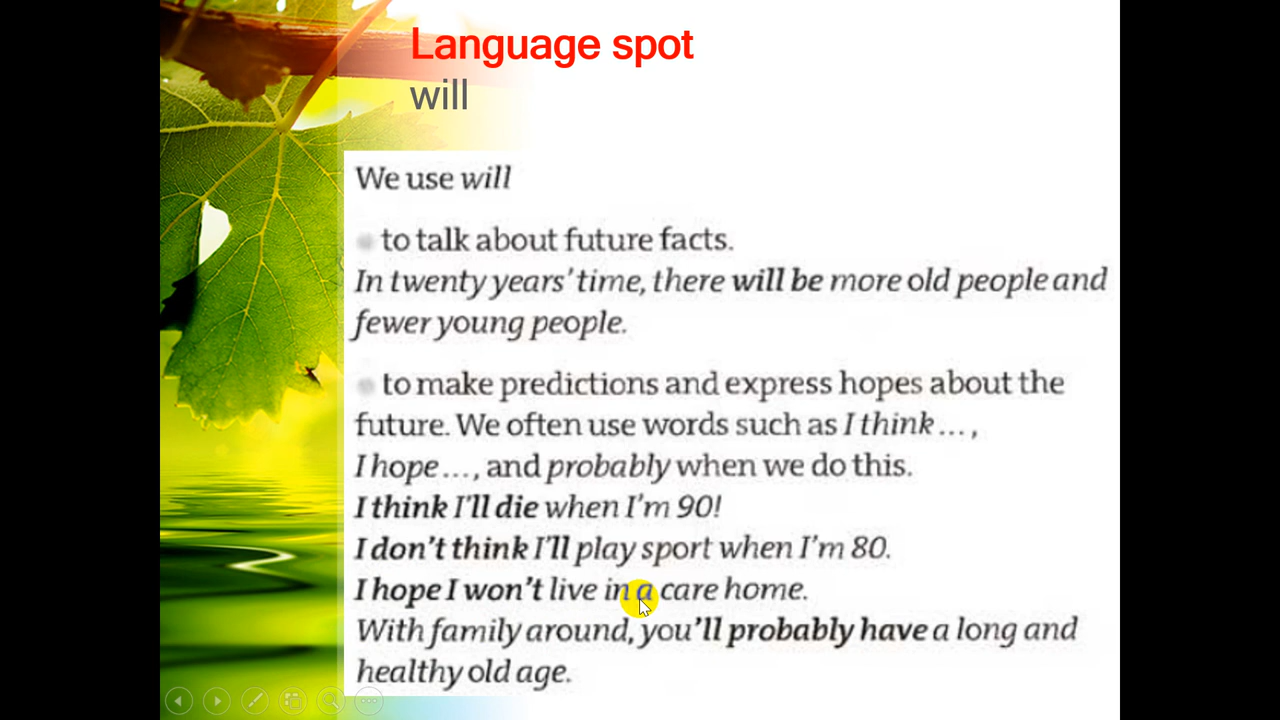 Language spot
will
We use will
to talk about future facts.
In twenty years' time, there will be more old people and
fewer young people.
to make predictions and express hopes about the
future. We often use words such as I think ... ,
I hope ... , and probably when we do this.
I think I'll die when I'm 90!
I don't think I'll play sport when I'm 80.
I hope I won't live in a care home.
With family around, you'll probably have a long and
healthy old age.